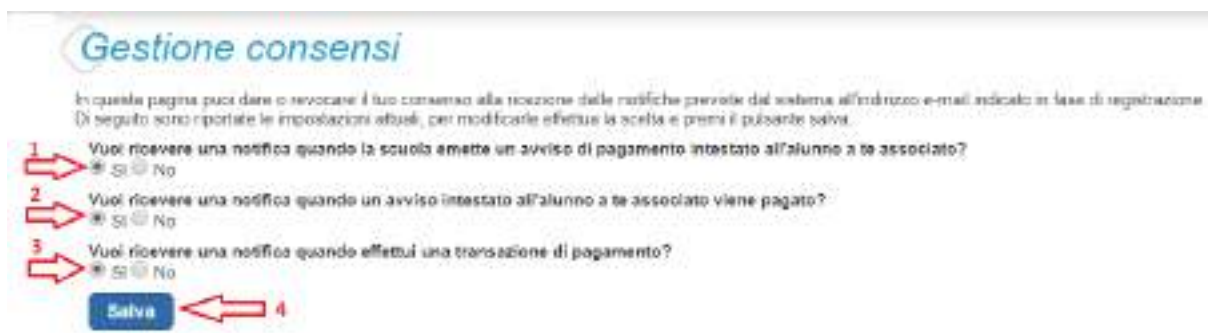 Gestione consensi
In questa pagina puoi dare o revocare il tuo consenso alla ricezione delle notifiche previste dal sistema all'indirizzo e-mail indicato in fase di registrazione.
Di seguito sono riportate le impostazioni attuali, per modificarle effettua la scelta e premi il pulsante salva.
1 Vuoi ricevere una notifica quando la scuola emette un avviso di pagamento intestato all'alunno a te associato?
Si No
2 Vuoi ricevere una notifica quando un avviso intestato all'alunno a te associato viene pagato?
Si No
3 Vuoi ricevere una notifica quando effettui una transazione di pagamento?
Si No
Salva 4